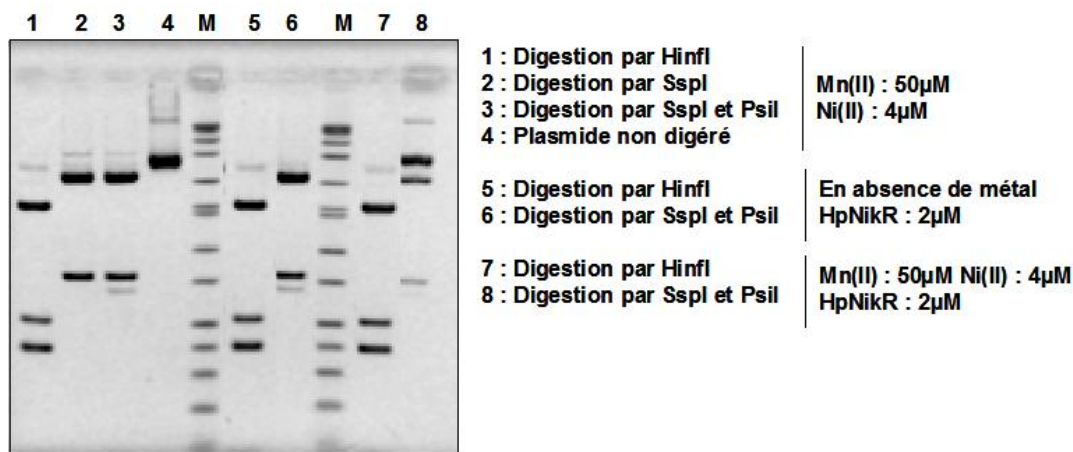 1 2 3 4 M 5 6 M 7 8
1 : Digestion par HinfI
2 : Digestion par SspI
3 : Digestion par SspI et PsiI
4 : Plasmide non digéré
Mn(II) : 50µM
Ni(II) : 4µM
5 : Digestion par HinfI
6 : Digestion par SspI et PsiI
En absence de métal
HpNikR : 2µM
7 : Digestion par HinfI
8 : Digestion par SspI et PsiI
Mn(II) : 50µM Ni(II) : 4µM
HpNikR : 2µM